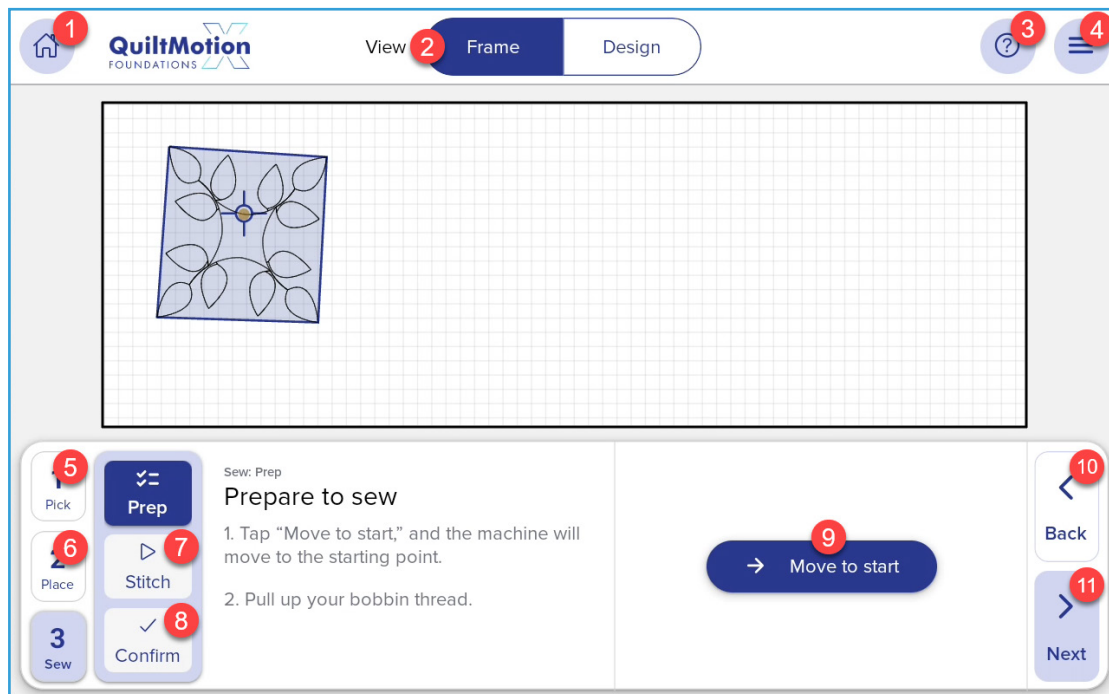 1
QuiltMotion
FOUNDATIONS
View
2
Frame
Design
3
4
5
1
Pick
Prep
Sew: Prep
Prepare to sew
1. Tap “Move to start,” and the machine will
move to the starting point.
2. Pull up your bobbin thread.
6
2
Place
7
Stitch
8
Confirm
3
Sew
9
Move to start
10
Back
11
Next